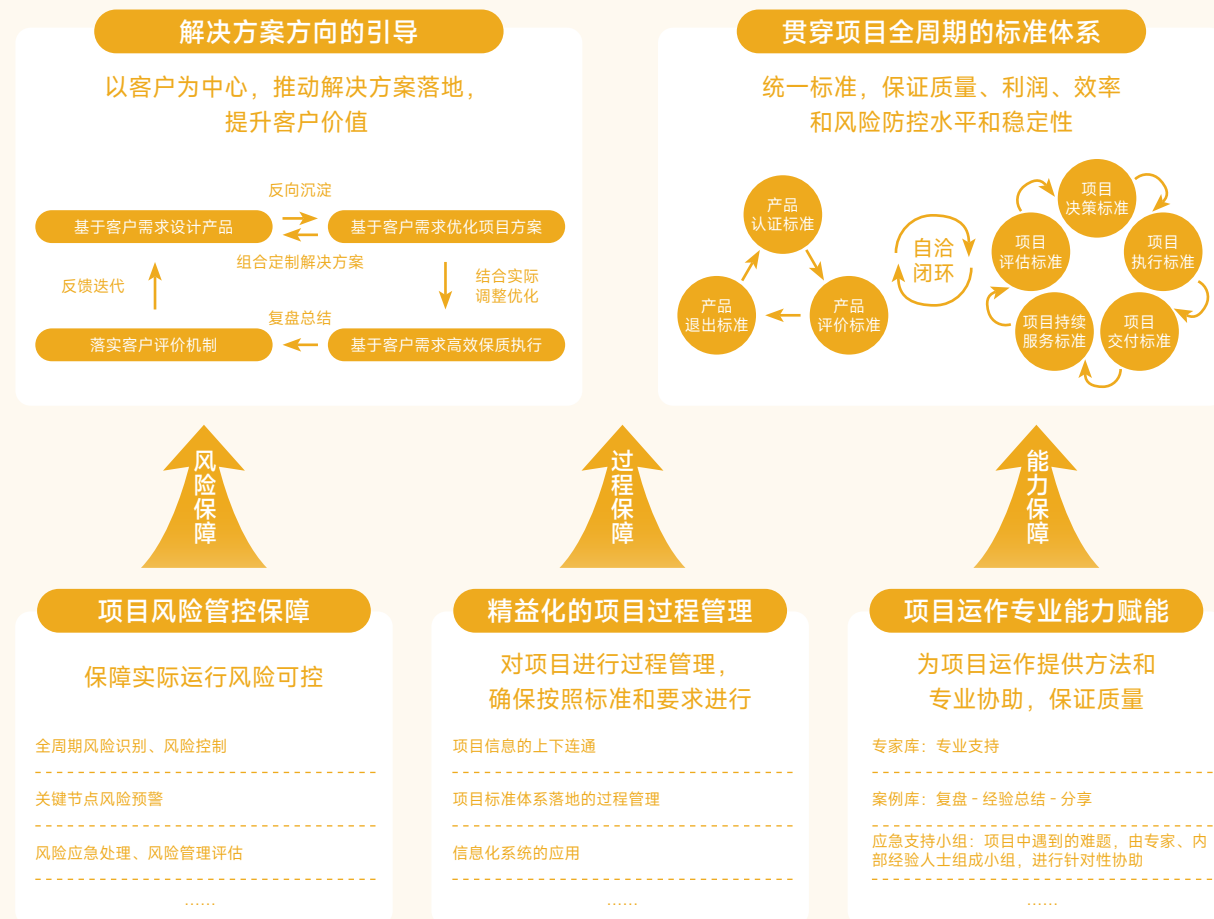 解决方案方向的引导
以客户为中心，推动解决方案落地，
提升客户价值
反向沉淀
基于客户需求设计产品
基于客户需求优化项目方案
组合定制解决方案
反馈迭代
结合实际
调整优化
复盘总结
落实客户评价机制
基于客户需求高效保质执行
贯穿项目全周期的标准体系
统一标准，保证质量、利润、效率
和风险防控水平和稳定性
产品
认证标准
产品
退出标准
产品
评价标准
自洽
闭环
项目
决策标准
项目
评估标准
项目
执行标准
项目持续
服务标准
项目
交付标准
风险保障
过程保障
能力保障
项目风险管控保障
保障实际运行风险可控
全周期风险识别、风险控制
关键节点风险预警
风险应急处理、风险管理评估
……
精益化的项目过程管理
对项目进行过程管理，
确保按照标准和要求进行
项目信息的上下连通
项目标准体系落地的过程管理
信息化系统的应用
……
项目运作专业能力赋能
为项目运作提供方法和
专业协助，保证质量
专家库：专业支持
案例库：复盘 - 经验总结 - 分享
应急支持小组：项目中遇到的难题，由专家、内
部经验人士组成小组，进行针对性协助
……